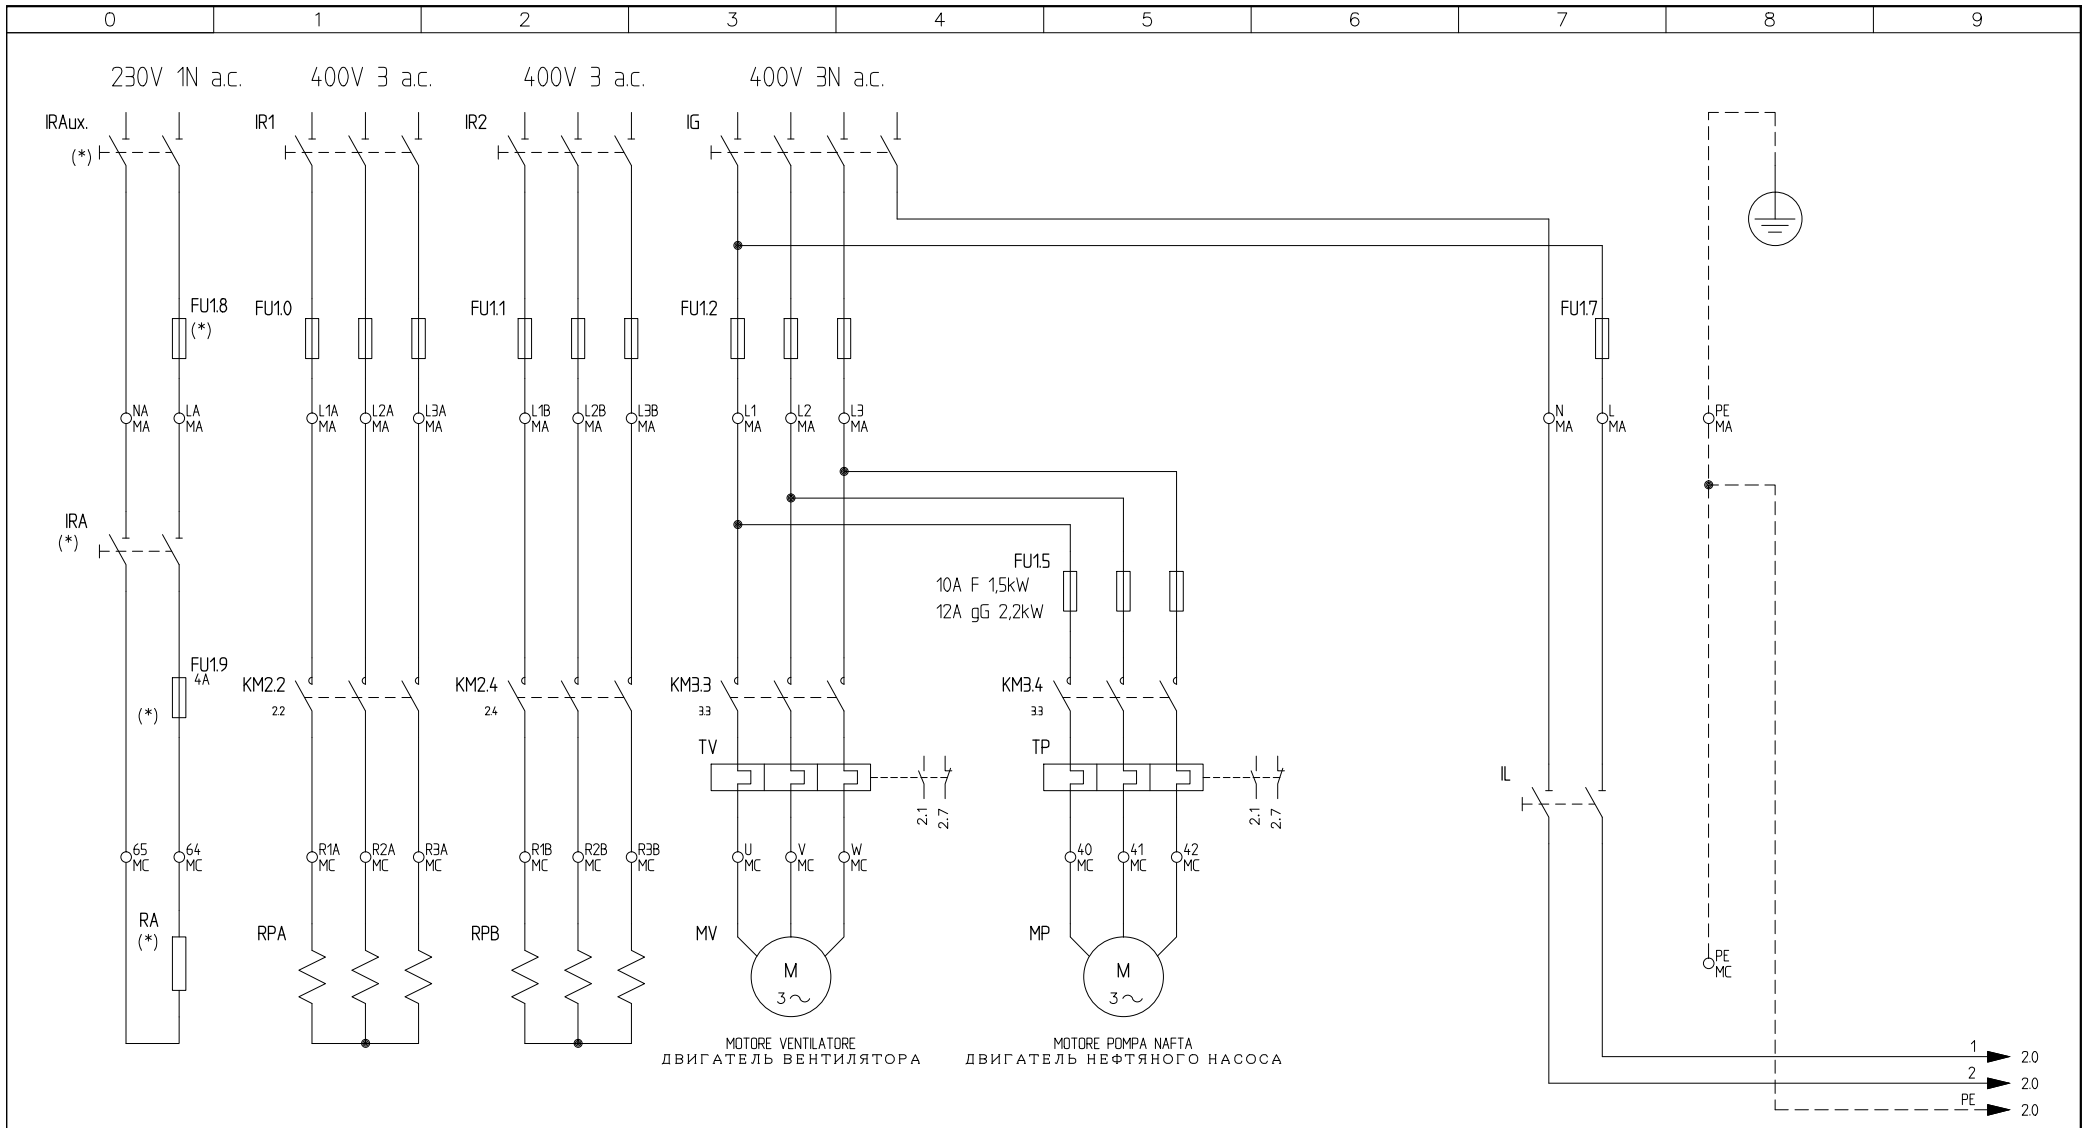 0 1 2 3 4 5 6 7 8 9
230V 1N a.c. 400V 3 a.c. 400V 3 a.c. 400V 3N a.c.
IRAux. IR1 IR2 IG
(*)
FU1.8 FU1.0 FU1.1 FU1.2 FU1.7
(*)
NA LA L1A L2A L3A L1B L2B L3B L1 L2 L3 N L PE
MA MA MA MA MA MA MA MA MA MA MA MA MA MA
IRA
(*)
FU1.5
10A F 1,5kW
12A gG 2,2kW
FU1.9
4A
(*)
KM2.2 KM2.4 KM3.3 KM3.4
2.2 2.4 3.3 3.3
TV TP IL
2.1 2.7 2.1 2.7
65 64 R1A R2A R3A R1B R2B R3B U V W 40 41 42
MC MC MC MC MC MC MC MC MC MC MC MC MC MC
RA
(*)
RPA RPB MV MP
PE
MC
M M
3~ 3~
MOTORE VENTILATORE MOTORE POMPA NAFTA
ДВИГАТЕЛЬ ВЕНТИЛЯТОРА ДВИГАТЕЛЬ НЕФТЯНОГО НАСОСА
1 2.0
2 2.0
PE 2.0